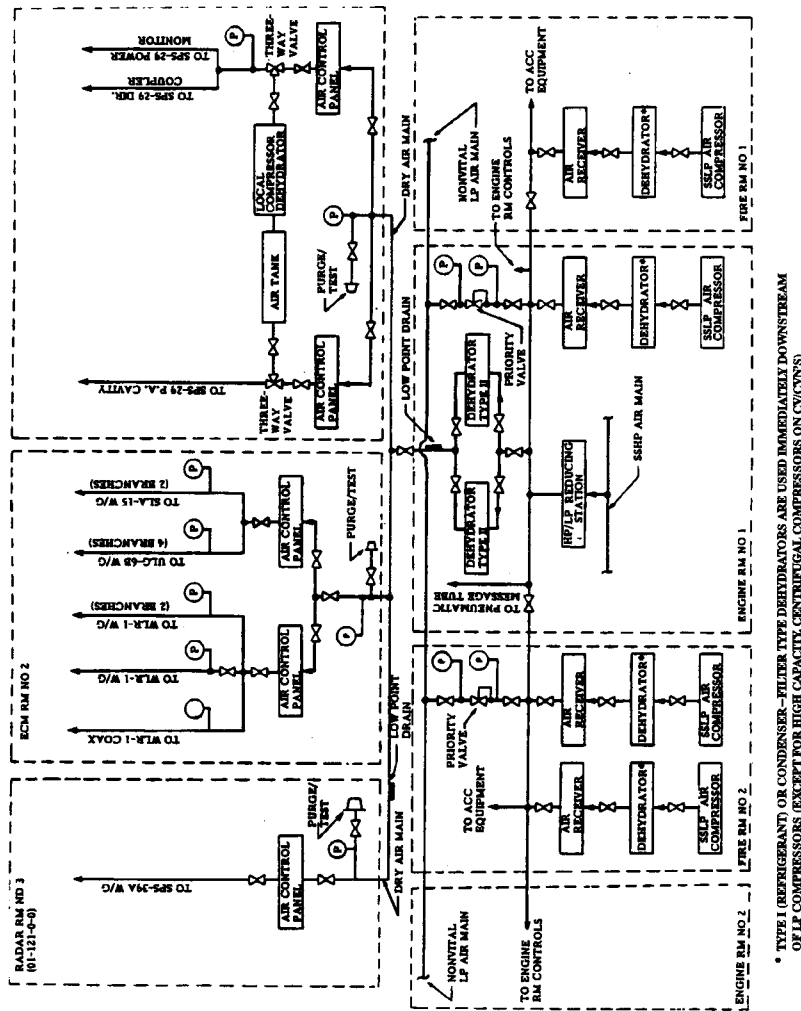 RADAR RM NO 3
(01-121-0-0)
TO SPS-39A W/G
AIR CONTROL
PANEL
P
PURGE/
TEST
DRY AIR MAIN
LOW POINT
DRAIN
ECM RM NO 2
TO WLR-1 COAX
TO WLR-1 W/G
P
TO WLR-1 W/G
(2 BRANCHES)
P
TO ULG-6B W/G
(4 BRANCHES)
P
TO SLA-15 W/G
(2 BRANCHES)
P
AIR CONTROL
PANEL
AIR CONTROL
PANEL
P
PURGE/TEST
TO SPS-29 P.A. CAVITY
THREE-
WAY
VALVE
AIR CONTROL
PANEL
AIR TANK
LOCAL
COMPRESSOR
DEHYDRATOR
PURGE/
TEST
P
TO SPS-29 DIR.
COUPLER
TO SPS-29 POWER
MONITOR
P
THREE-
WAY
VALVE
AIR CONTROL
PANEL
DRY AIR MAIN
LOW POINT DRAIN
NONVITAL
LP AIR MAIN
TO ENGINE
RM CONTROLS
ENGINE RM NO 2
TO ACC
EQUIPMENT
PRIORITY
VALVE
P
P
AIR
RECEIVER
DEHYDRATOR*
SSLP AIR
COMPRESSOR
AIR
RECEIVER
DEHYDRATOR*
SSLP AIR
COMPRESSOR
FIRE RM NO 2
TO PNEUMATIC
MESSAGE TUBE
DEHYDRATOR
TYPE II
DEHYDRATOR
TYPE II
HP/LP REDUCING
STATION
SSHP AIR MAIN
P
P
PRIORITY
VALVE
TO ENGINE
RM CONTROLS
AIR
RECEIVER
DEHYDRATOR*
SSLP AIR
COMPRESSOR
ENGINE RM NO 1
NONVITAL
LP AIR MAIN
TO ACC
EQUIPMENT
AIR
RECEIVER
DEHYDRATOR*
SSLP AIR
COMPRESSOR
FIRE RM NO 1
* TYPE I (REFRIGERANT) OR CONDENSER-FILTER TYPE DEHYDRATORS ARE USED IMMEDIATELY DOWNSTREAM
OF LP COMPRESSORS (EXCEPT FOR HIGH CAPACITY, CENTRIFUGAL COMPRESSORS ON CV/CVN'S)